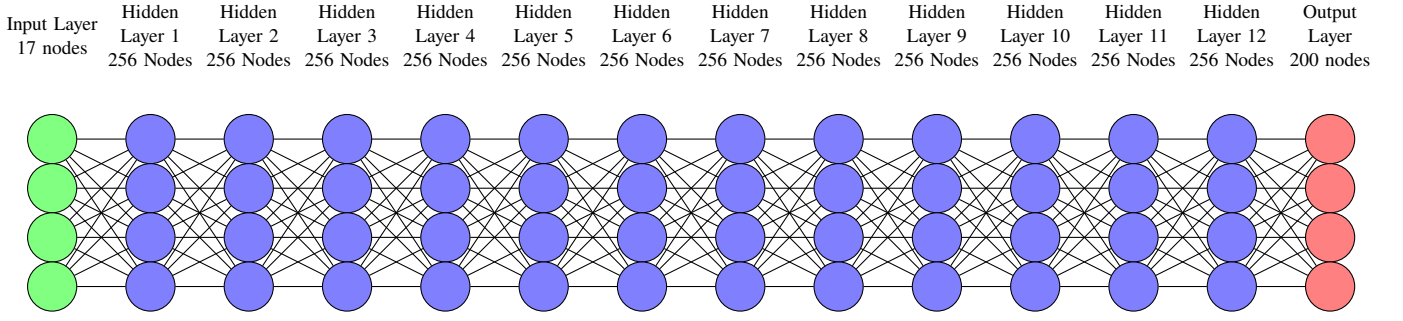 Input Layer
17 nodes
Hidden
Layer 1
256 Nodes
Hidden
Layer 2
256 Nodes
Hidden
Layer 3
256 Nodes
Hidden
Layer 4
256 Nodes
Hidden
Layer 5
256 Nodes
Hidden
Layer 6
256 Nodes
Hidden
Layer 7
256 Nodes
Hidden
Layer 8
256 Nodes
Hidden
Layer 9
256 Nodes
Hidden
Layer 10
256 Nodes
Hidden
Layer 11
256 Nodes
Hidden
Layer 12
256 Nodes
Output
Layer
200 nodes